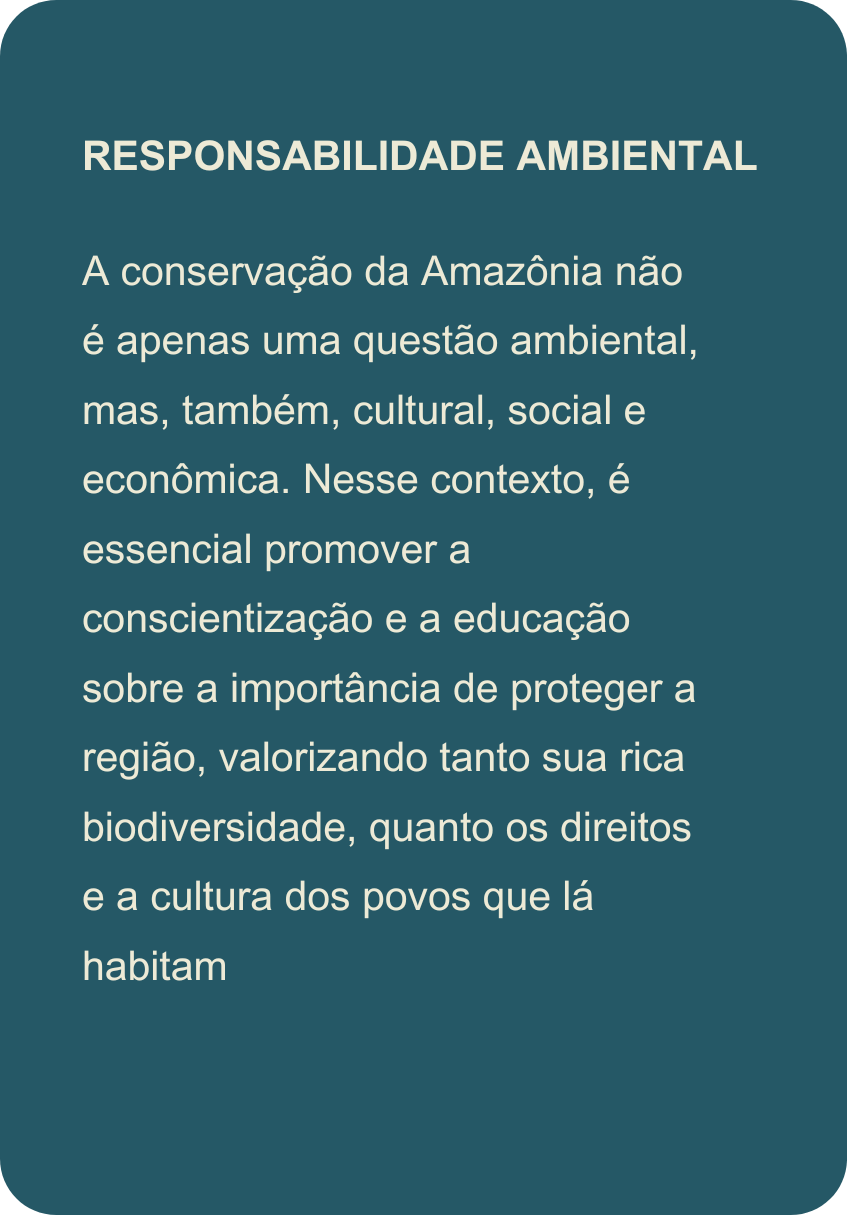 RESPONSABILIDADE AMBIENTAL
A conservação da Amazônia não
é apenas uma questão ambiental,
mas, também, cultural, social e
econômica. Nesse contexto, é
essencial promover a
conscientização e a educação
sobre a importância de proteger a
região, valorizando tanto sua rica
biodiversidade, quanto os direitos
e a cultura dos povos que lá
habitam